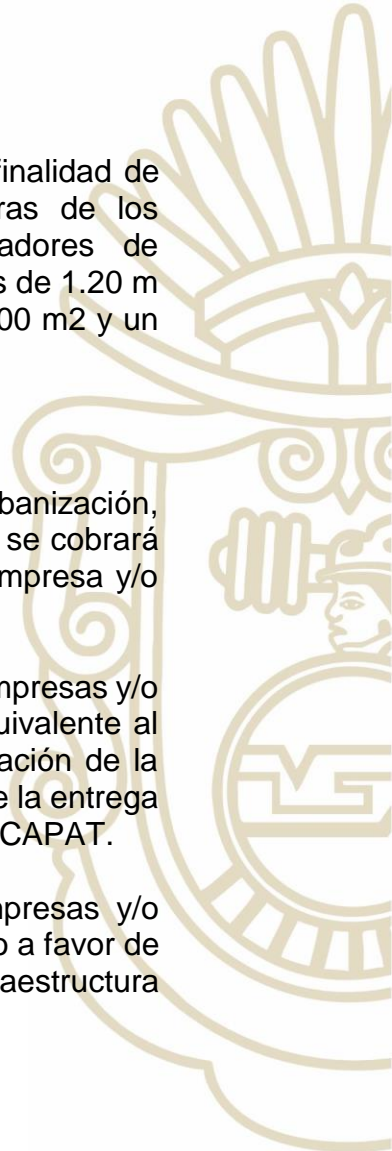 finalidad de
ras de los
adores de
s de 1.20 m
00 m2 y un
banización,
se cobrará
mpresa y/o
mpresas y/o
uivalente al
ación de la
e la entrega
CAPAT.
mpresas y/o
o a favor de
aestructura